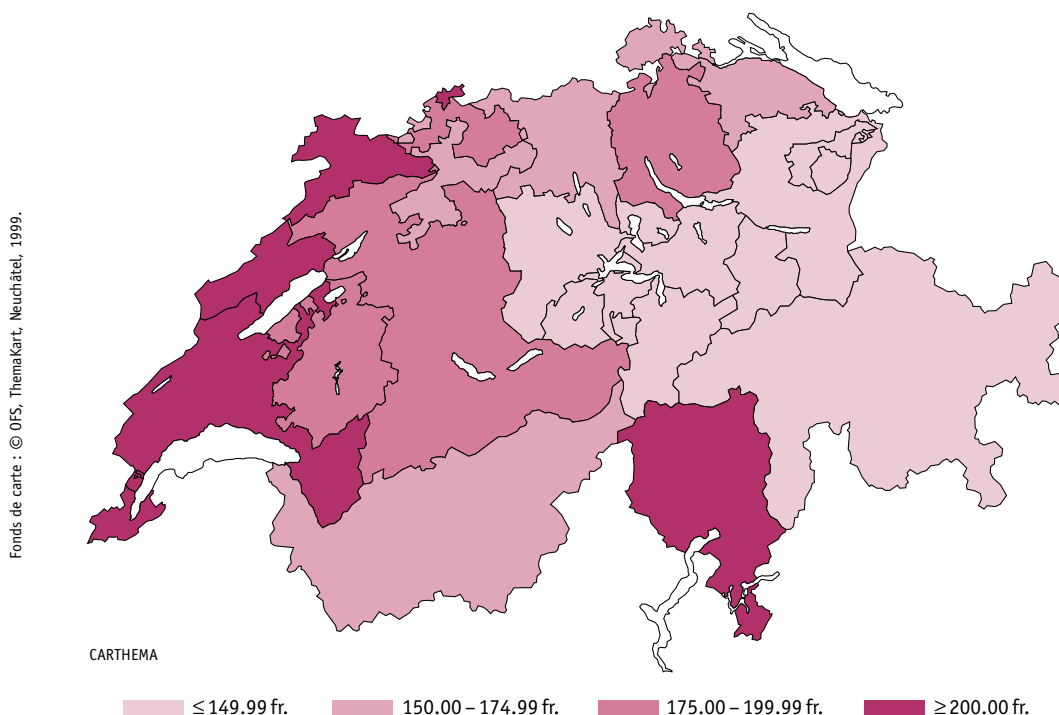 Fonds de carte : © OFS, ThemaKart, Neuchâtel, 1999.
CARTHEMA
≤ 149.99 fr.
150.00 – 174.99 fr.
175.00 – 199.99 fr.
≥ 200.00 fr.